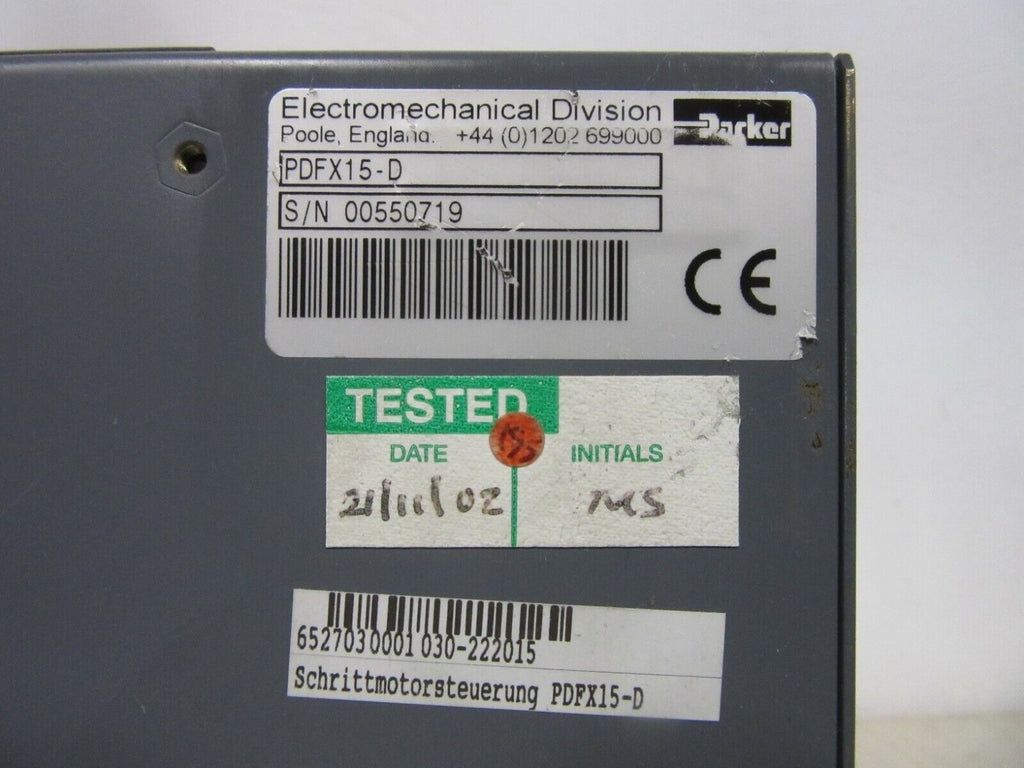 Electromechanical Division
Poole, England. +44 (0)1202 699000
Parker
PDFX15-D
S/N 00550719
CE
TESTED
DATE
INITIALS
21/11/02
6527030001 030-222015
Schrittmotorsteuerung PDFX15-D